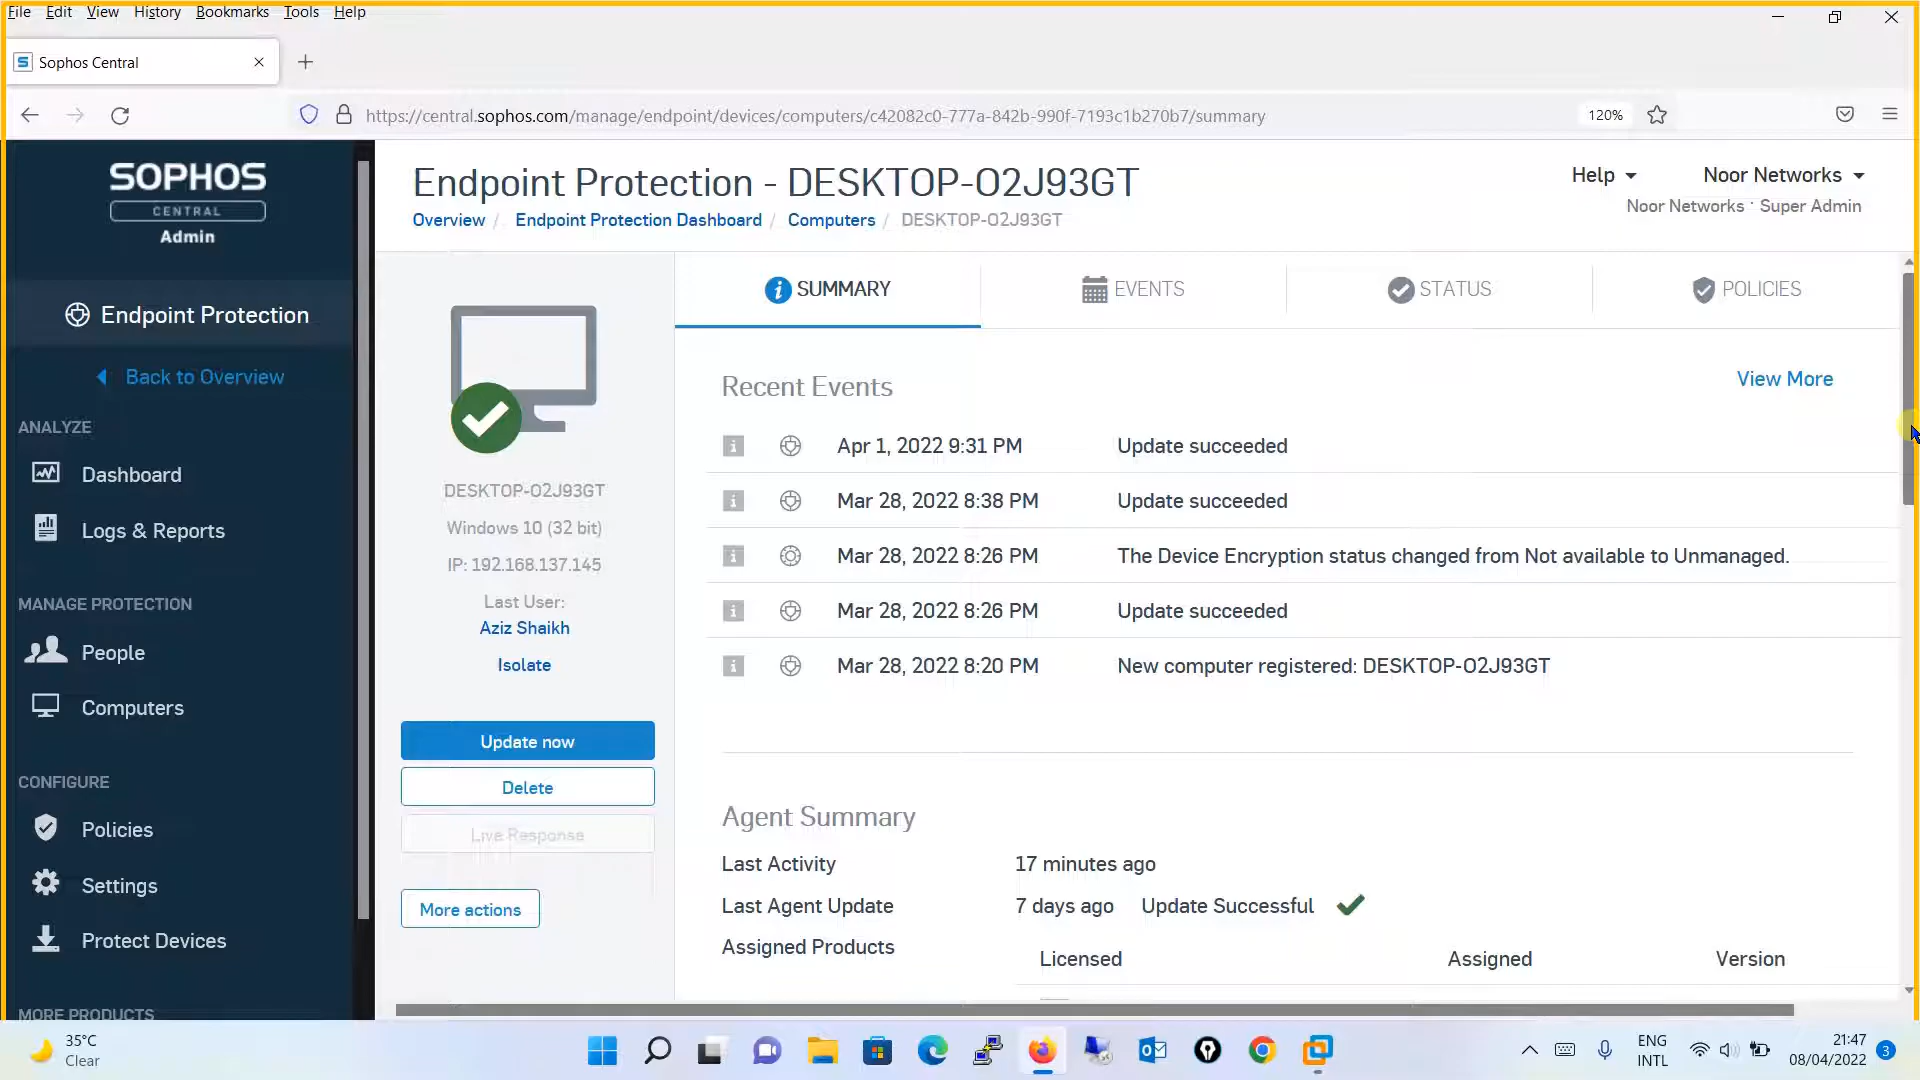 File Edit View History Bookmarks Tools Help
Sophos Central
https://central.sophos.com/manage/endpoint/devices/computers/c42082c0-777a-842b-990f-7193c1b270b7/summary
120%
SOPHOS
CENTRAL
Admin
Endpoint Protection
Back to Overview
ANALYZE
Dashboard
Logs & Reports
MANAGE PROTECTION
People
Computers
CONFIGURE
Policies
Settings
Protect Devices
MORE PRODUCTS
Endpoint Protection - DESKTOP-O2J93GT
Overview / Endpoint Protection Dashboard / Computers / DESKTOP-O2J93GT
Help
Noor Networks
Noor Networks · Super Admin
DESKTOP-O2J93GT
Windows 10 (32 bit)
IP: 192.168.137.145
Last User:
Aziz Shaikh
Isolate
Update now
Delete
Live Response
More actions
SUMMARY
EVENTS
STATUS
POLICIES
Recent Events
View More
Apr 1, 2022 9:31 PM Update succeeded
Mar 28, 2022 8:38 PM Update succeeded
Mar 28, 2022 8:26 PM The Device Encryption status changed from Not available to Unmanaged.
Mar 28, 2022 8:26 PM Update succeeded
Mar 28, 2022 8:20 PM New computer registered: DESKTOP-O2J93GT
Agent Summary
Last Activity 17 minutes ago
Last Agent Update 7 days ago Update Successful
Assigned Products
Licensed Assigned Version
35°C
Clear
ENG
INTL
21:47
08/04/2022
3